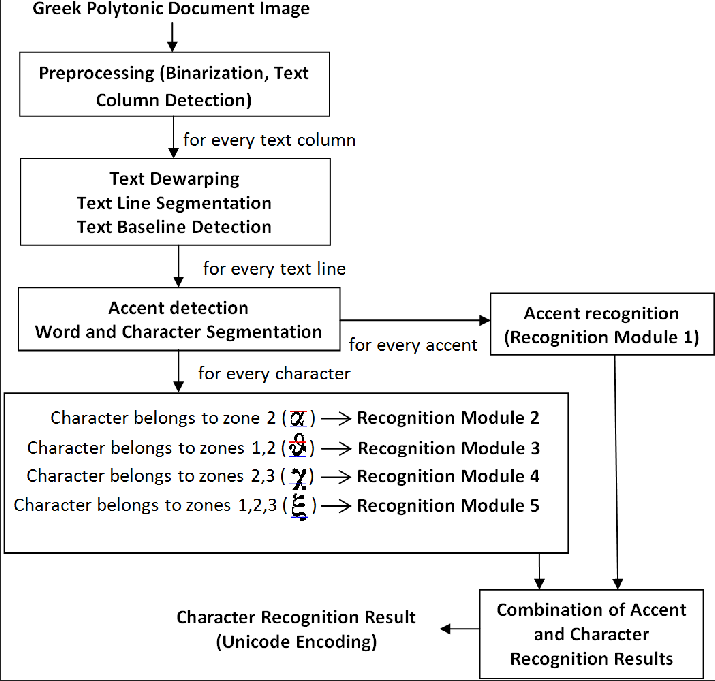 Greek Polytonic Document Image
Preprocessing (Binarization, Text
Column Detection)
for every text column
Text Dewarping
Text Line Segmentation
Text Baseline Detection
for every text line
Accent detection
Word and Character Segmentation
for every accent
Accent recognition
(Recognition Module 1)
for every character
Character belongs to zone 2 (α) → Recognition Module 2
Character belongs to zones 1,2 (ϑ) → Recognition Module 3
Character belongs to zones 2,3 (χ) → Recognition Module 4
Character belongs to zones 1,2,3 (ξ) → Recognition Module 5
Combination of Accent
and Character
Recognition Results
Character Recognition Result
(Unicode Encoding)